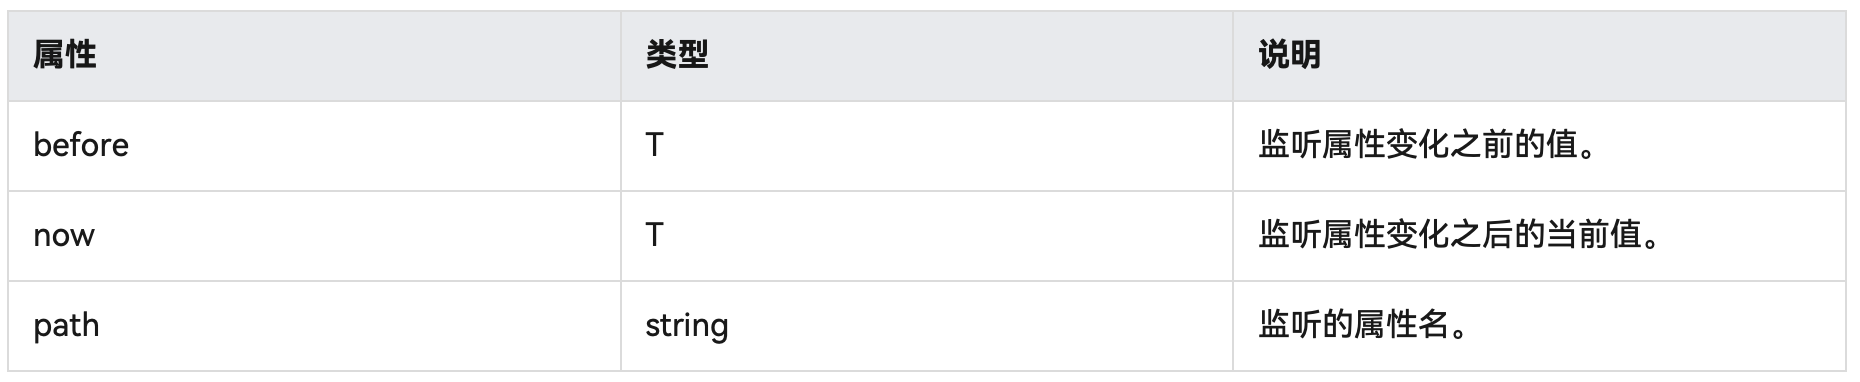 属性 类型 说明
before T 监听属性变化之前的值。
now T 监听属性变化之后的当前值。
path string 监听的属性名。